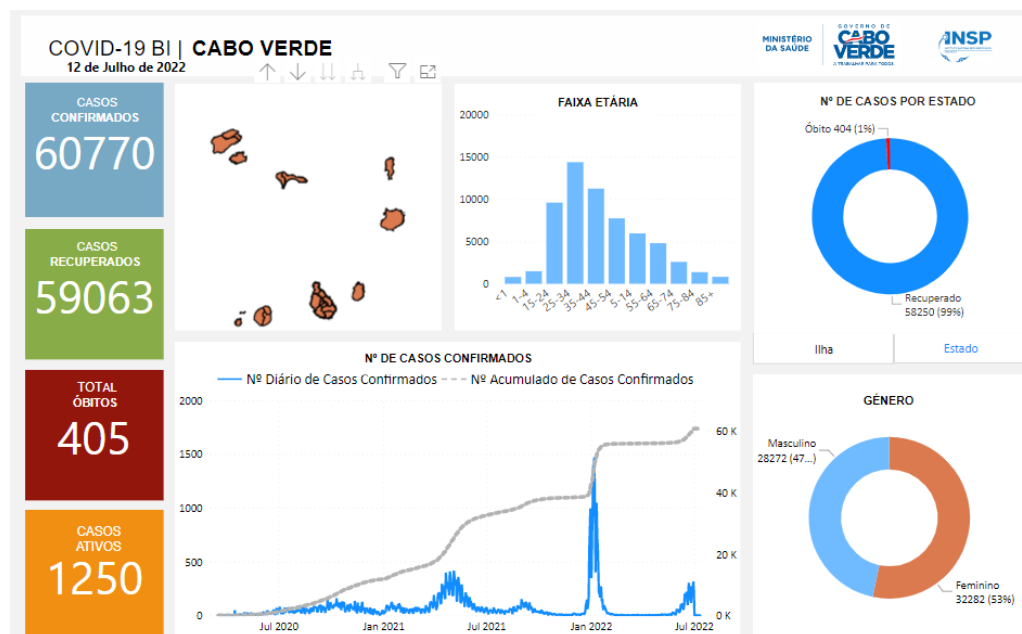 COVID-19 BI | CABO VERDE
12 de Julho de 2022
MINISTÉRIO
DA SAÚDE
GOVERNO DE
CABO
VERDE
A TRABALHAR PARA TODOS.
INSP
CASOS
CONFIRMADOS
60770
CASOS
RECUPERADOS
59063
TOTAL
ÓBITOS
405
CASOS
ATIVOS
1250
FAIXA ETÁRIA
20000
15000
10000
5000
0
<1
1-4
15-24
25-34
35-44
45-54
5-14
55-64
65-74
75-84
85+
Nº DE CASOS POR ESTADO
Óbito 404 (1%)
Recuperado
58250 (99%)
Ilha
Estado
Nº DE CASOS CONFIRMADOS
Nº Diário de Casos Confirmados
Nº Acumulado de Casos Confirmados
2000
1500
1000
500
0
60 K
40 K
20 K
0 K
Jul 2020
Jan 2021
Jul 2021
Jan 2022
Jul 2022
GÉNERO
Masculino
28272 (47...)
Feminino
32282 (53%)